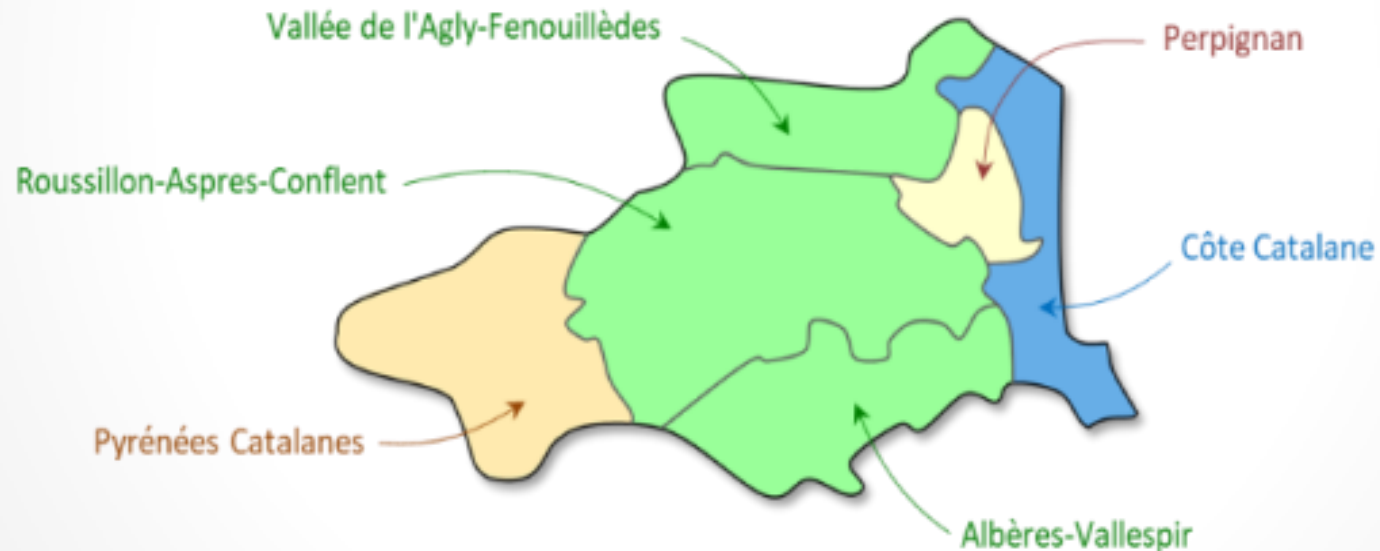 Vallée de l'Agly-Fenouillèdes
Perpignan
Roussillon-Aspres-Conflent
Côte Catalane
Pyrénées Catalanes
Albères-Vallespir